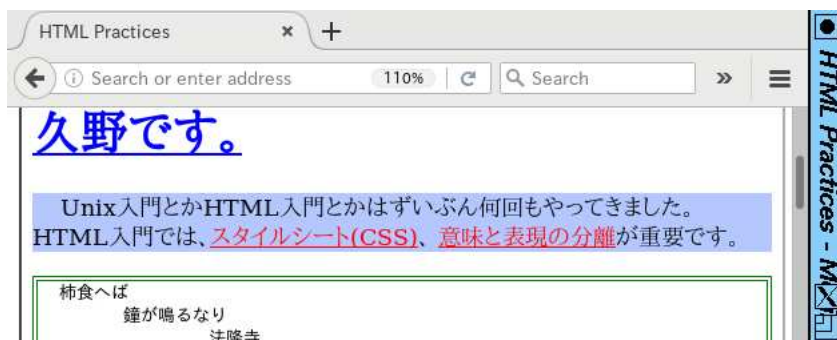 HTML Practices
Search or enter address
110%
Search
久野です。
Unix入門とかHTML入門とかはずいぶん何回もやってきました。
HTML入門では、スタイルシート(CSS)、意味と表現の分離が重要です。
柿食へば
鐘が鳴るなり
法隆寺
HTML Practices - M